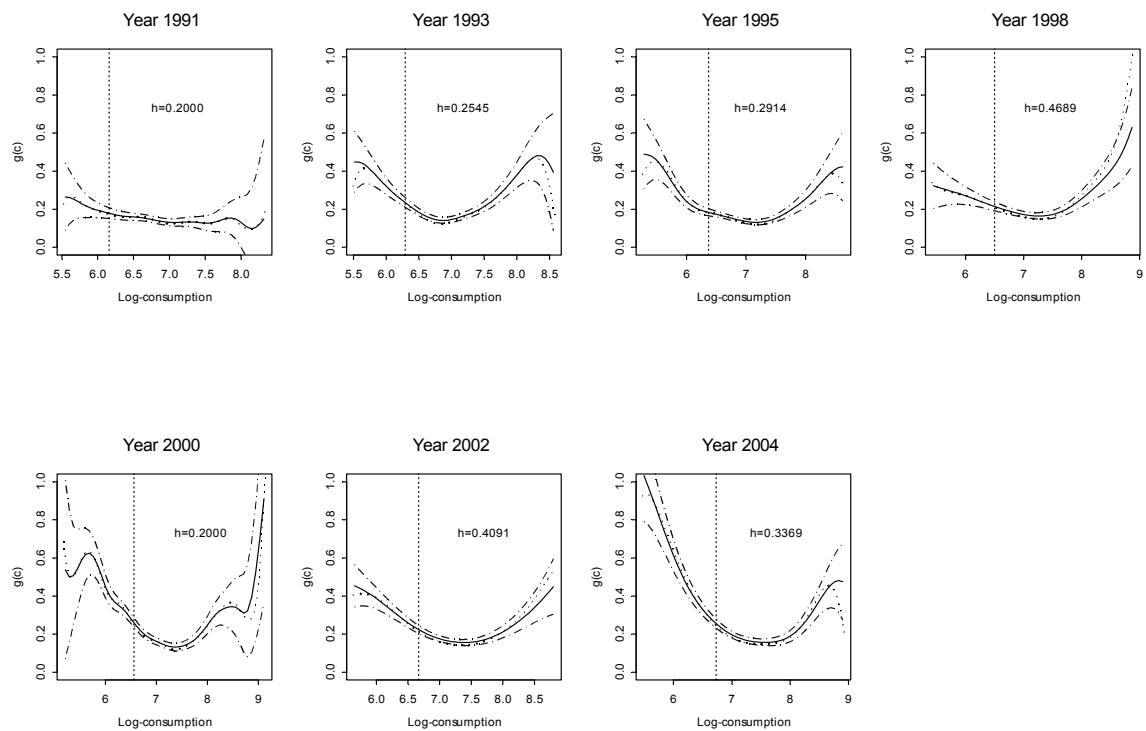 Year 1991
g(c)
1.0
0.8
0.6
0.4
0.2
0.0
h=0.2000
5.5 6.0 6.5 7.0 7.5 8.0
Log-consumption
Year 1993
g(c)
1.0
0.8
0.6
0.4
0.2
0.0
h=0.2545
5.5 6.0 6.5 7.0 7.5 8.0 8.5
Log-consumption
Year 1995
g(c)
1.0
0.8
0.6
0.4
0.2
0.0
h=0.2914
6 7 8
Log-consumption
Year 1998
g(c)
1.0
0.8
0.6
0.4
0.2
0.0
h=0.4689
6 7 8 9
Log-consumption
Year 2000
g(c)
1.0
0.8
0.6
0.4
0.2
0.0
h=0.2000
6 7 8 9
Log-consumption
Year 2002
g(c)
1.0
0.8
0.6
0.4
0.2
0.0
h=0.4091
6.0 6.5 7.0 7.5 8.0 8.5
Log-consumption
Year 2004
g(c)
1.0
0.8
0.6
0.4
0.2
0.0
h=0.3369
6 7 8 9
Log-consumption